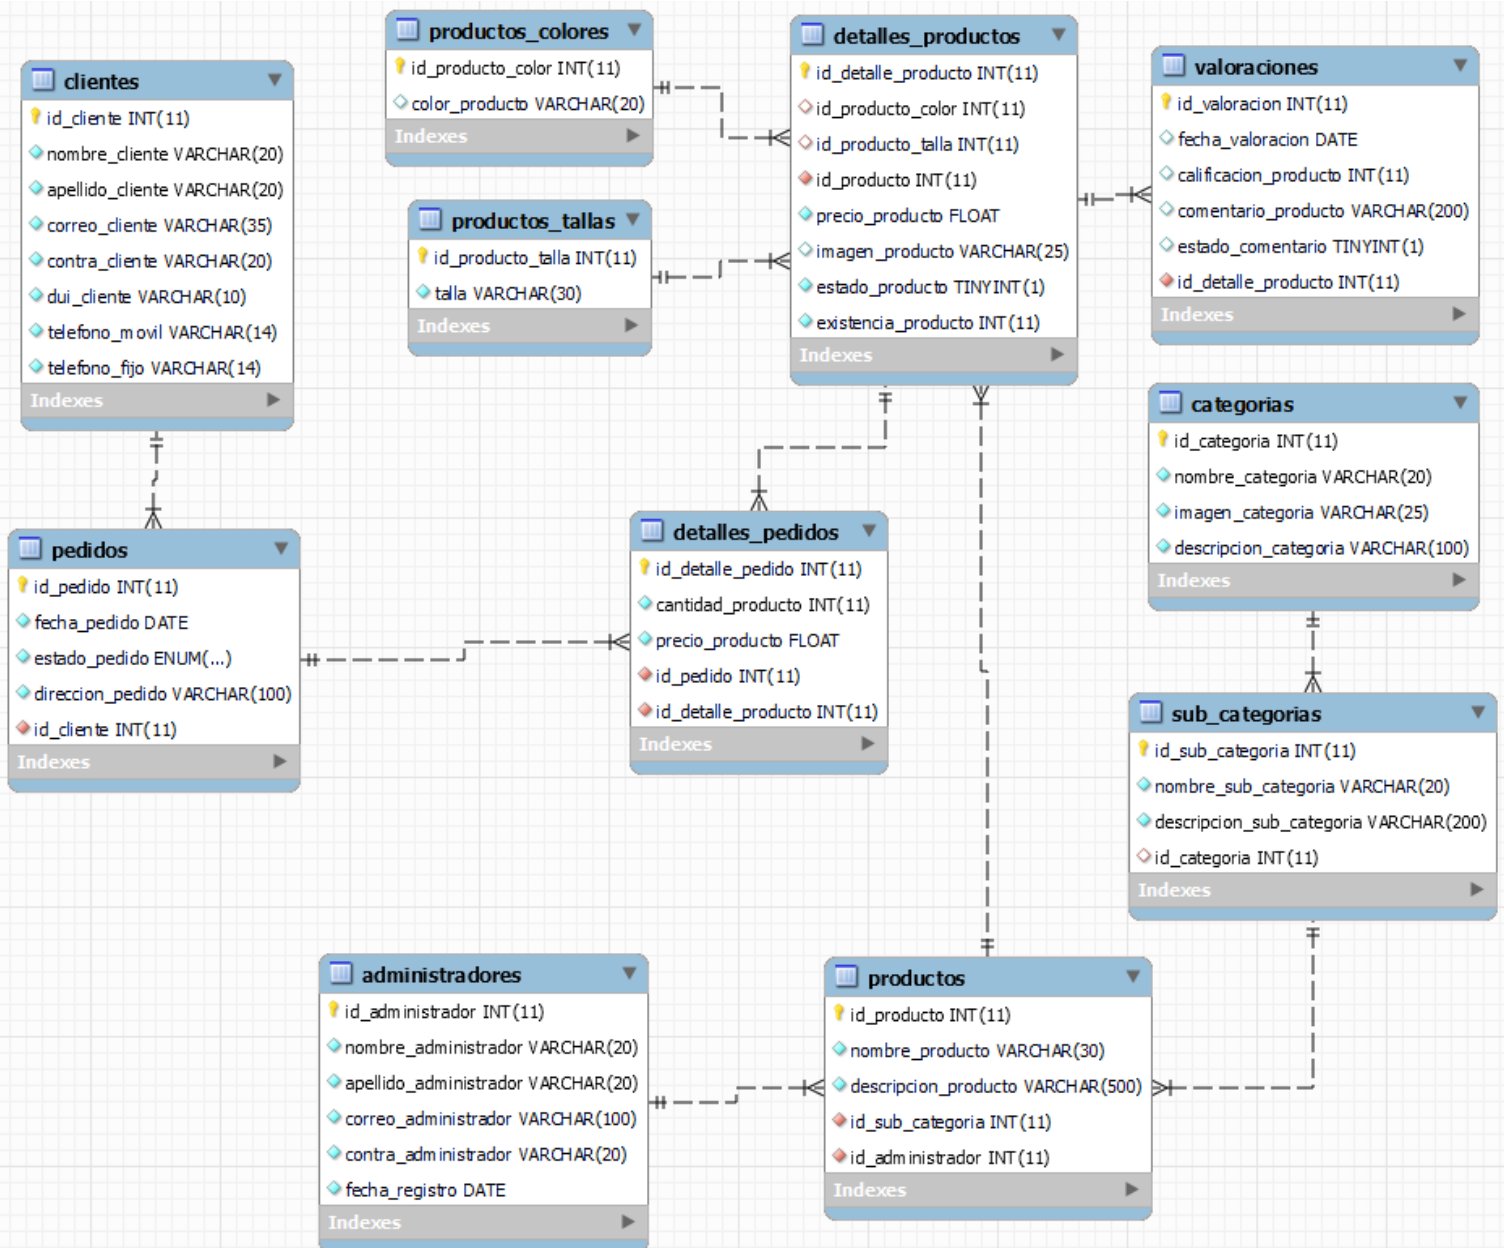 productos_colores
id_producto_color INT(11)
color_producto VARCHAR(20)
Indexes
detalles_productos
id_detalle_producto INT(11)
id_producto_color INT(11)
id_producto_talla INT(11)
id_producto INT(11)
precio_producto FLOAT
imagen_producto VARCHAR(25)
estado_producto TINYINT(1)
existencia_producto INT(11)
Indexes
valoraciones
id_valoracion INT(11)
fecha_valoracion DATE
calificacion_producto INT(11)
comentario_producto VARCHAR(200)
estado_comentario TINYINT(1)
id_detalle_producto INT(11)
Indexes
clientes
id_cliente INT(11)
nombre_cliente VARCHAR(20)
apellido_cliente VARCHAR(20)
correo_cliente VARCHAR(35)
contra_cliente VARCHAR(20)
dui_cliente VARCHAR(10)
telefono_movil VARCHAR(14)
telefono_fijo VARCHAR(14)
Indexes
productos_tallas
id_producto_talla INT(11)
talla VARCHAR(30)
Indexes
categorias
id_categoria INT(11)
nombre_categoria VARCHAR(20)
imagen_categoria VARCHAR(25)
descripcion_categoria VARCHAR(100)
Indexes
pedidos
id_pedido INT(11)
fecha_pedido DATE
estado_pedido ENUM(...)
direccion_pedido VARCHAR(100)
id_cliente INT(11)
Indexes
detalles_pedidos
id_detalle_pedido INT(11)
cantidad_producto INT(11)
precio_producto FLOAT
id_pedido INT(11)
id_detalle_producto INT(11)
Indexes
sub_categorias
id_sub_categoria INT(11)
nombre_sub_categoria VARCHAR(20)
descripcion_sub_categoria VARCHAR(200)
id_categoria INT(11)
Indexes
administradores
id_administrador INT(11)
nombre_administrador VARCHAR(20)
apellido_administrador VARCHAR(20)
correo_administrador VARCHAR(100)
contra_administrador VARCHAR(20)
fecha_registro DATE
Indexes
productos
id_producto INT(11)
nombre_producto VARCHAR(30)
descripcion_producto VARCHAR(500)
id_sub_categoria INT(11)
id_administrador INT(11)
Indexes